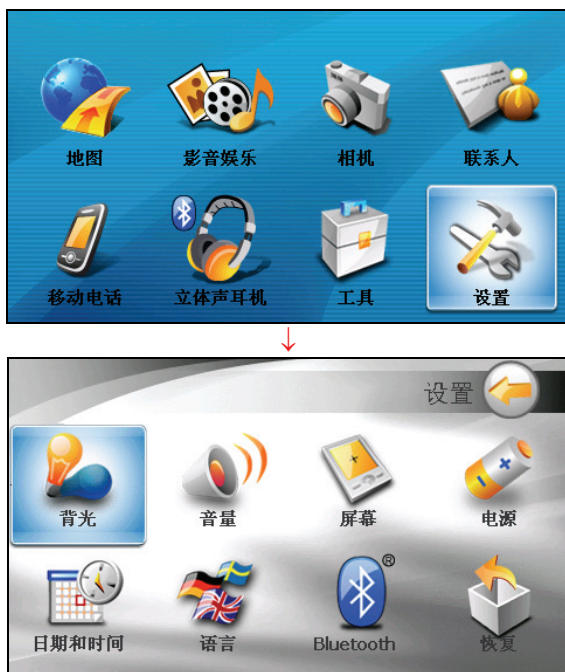 地图 影音娱乐 相机 联系人
移动电话 立体声耳机 工具 设置
↓
设置
背光 音量 屏幕 电源
日期和时间 语言 Bluetooth ® 恢复